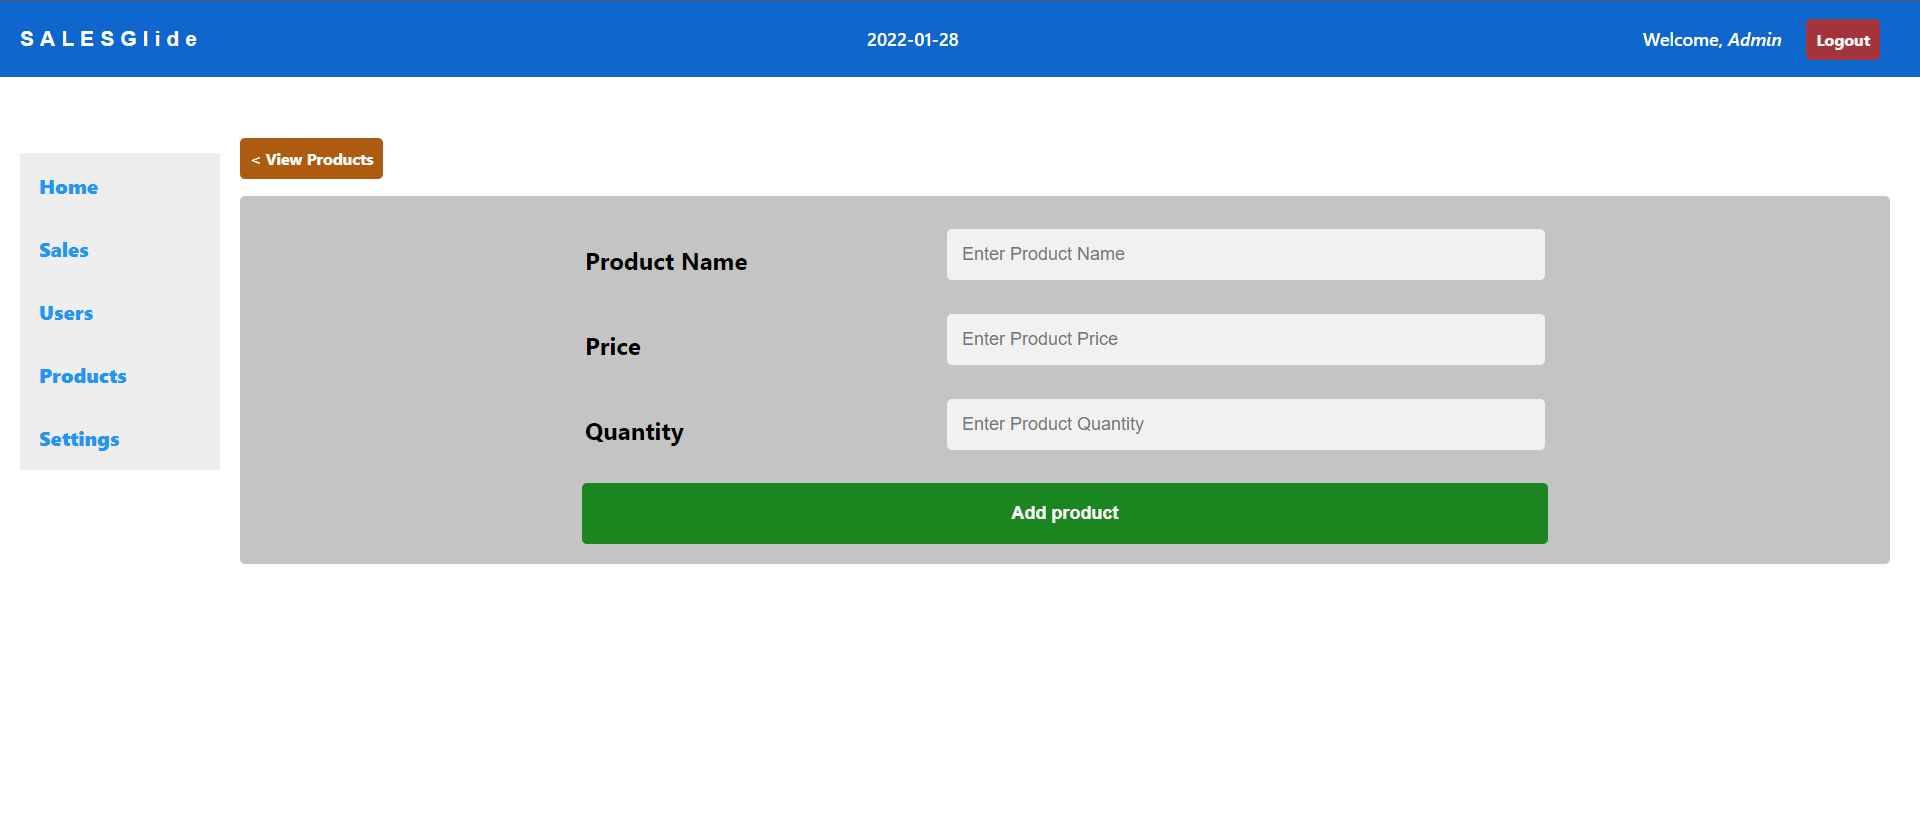 SALESGlide
2022-01-28
Welcome, Admin
Logout
< View Products
Home
Sales
Users
Products
Settings
Product Name
Enter Product Name
Price
Enter Product Price
Quantity
Enter Product Quantity
Add product